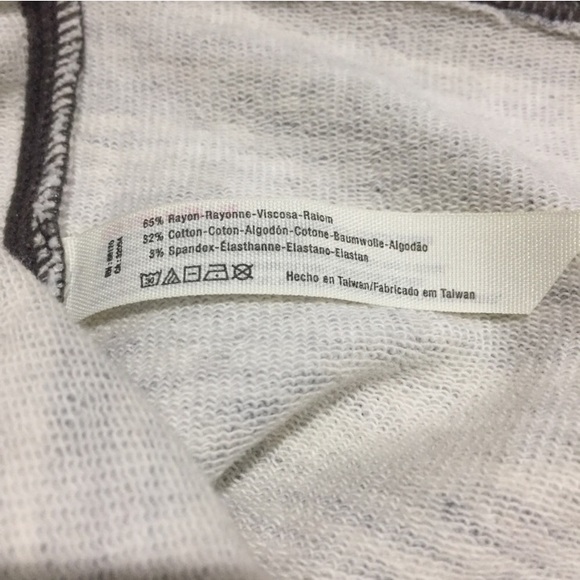 65% Rayon-Rayonne-Viscosa-Raiom
32% Cotton-Coton-Algodón-Cotone-Baumwolle-Algodão
3% Spandex-Élasthanne-Elastano-Elastan
Hecho en Taiwan/Fabricado em Taiwan